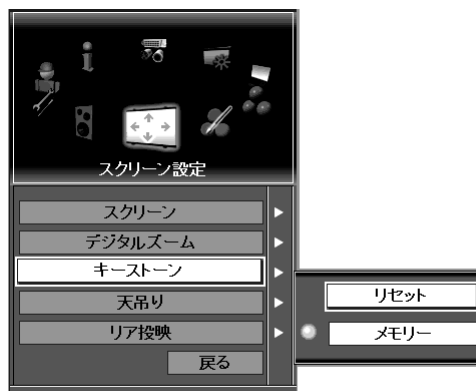 スクリーン設定
スクリーン
デジタルズーム
キーストーン
天吊り
リア投映
戻る
リセット
メモリー